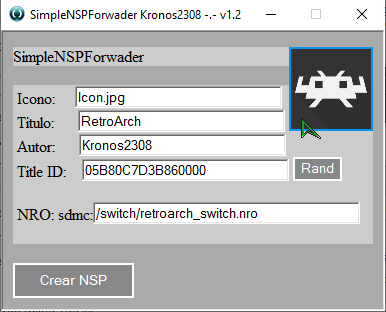 SimpleNSPForwader Kronos2308 -.- v1.2
SimpleNSPForwader
Icono: Icon.jpg
Titulo: RetroArch
Autor: Kronos2308
Title ID: 05B80C7D3B860000 Rand
NRO: sdmc: /switch/retroarch_switch.nro
Crear NSP